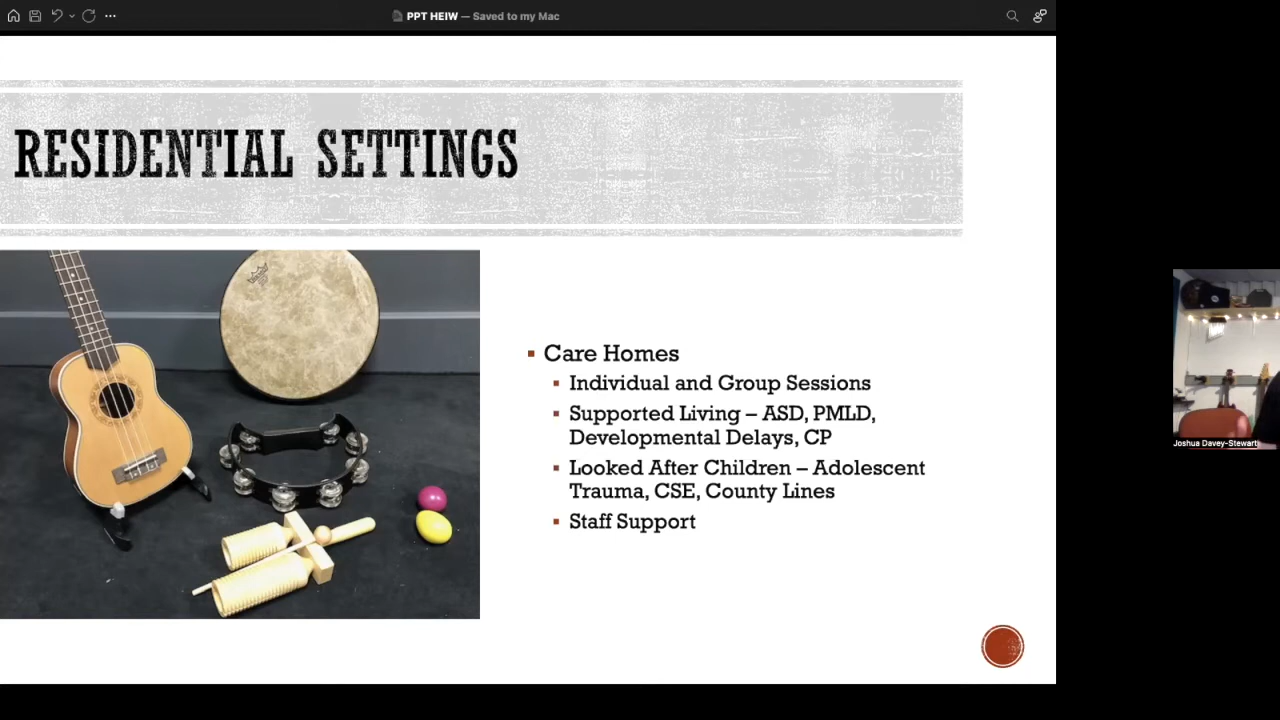 PPT HEIW — Saved to my Mac
RESIDENTIAL SETTINGS
Care Homes
Individual and Group Sessions
Supported Living – ASD, PMLD,
Developmental Delays, CP
Looked After Children – Adolescent
Trauma, CSE, County Lines
Staff Support
Joshua Davey-Stewart